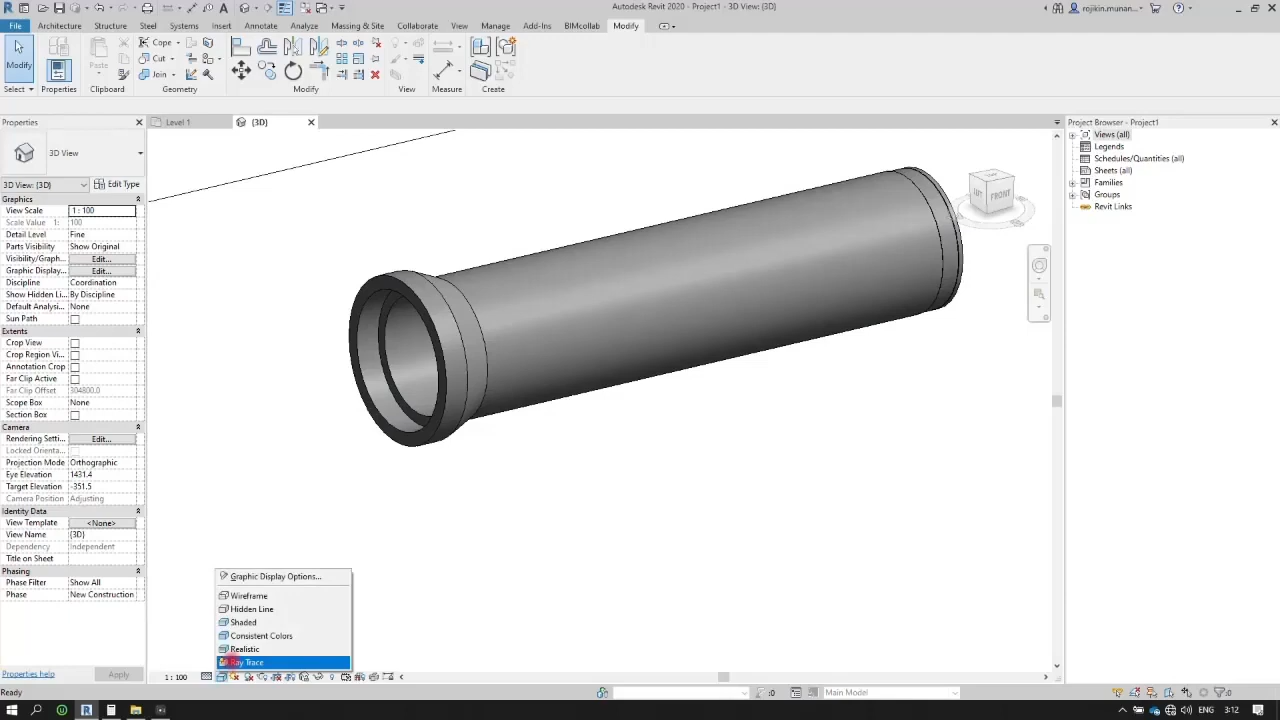 Autodesk Revit 2020 - Project1 - 3D View: {3D}
rojikin.munan...
File Architecture Structure Steel Systems Insert Annotate Analyze Massing & Site Collaborate View Manage Add-Ins BIMcollab Modify
Modify
Paste
Cope
Cut
Join
Select Properties Clipboard Geometry Modify View Measure Create
Properties
Level 1
{3D}
Project Browser - Project1
3D View
3D View: {3D}
Edit Type
Graphics
View Scale 1 : 100
Scale Value 1: 100
Detail Level Fine
Parts Visibility Show Original
Visibility/Graph... Edit...
Graphic Display... Edit...
Discipline Coordination
Show Hidden Li... By Discipline
Default Analysi... None
Sun Path
Extents
Crop View
Crop Region Vi...
Annotation Crop
Far Clip Active
Far Clip Offset 304800.0
Scope Box None
Section Box
Camera
Rendering Setti... Edit...
Locked Orienta...
Projection Mode Orthographic
Eye Elevation 1431.4
Target Elevation -351.5
Camera Position Adjusting
Identity Data
View Template <None>
View Name {3D}
Dependency Independent
Title on Sheet
Phasing
Phase Filter Show All
Phase New Construction
Properties help
Apply
FRONT
Views (all)
Legends
Schedules/Quantities (all)
Sheets (all)
Families
Groups
Revit Links
Graphic Display Options...
Wireframe
Hidden Line
Shaded
Consistent Colors
Realistic
Ray Trace
1 : 100
Ready
:0
Main Model
:0
ENG 3:12